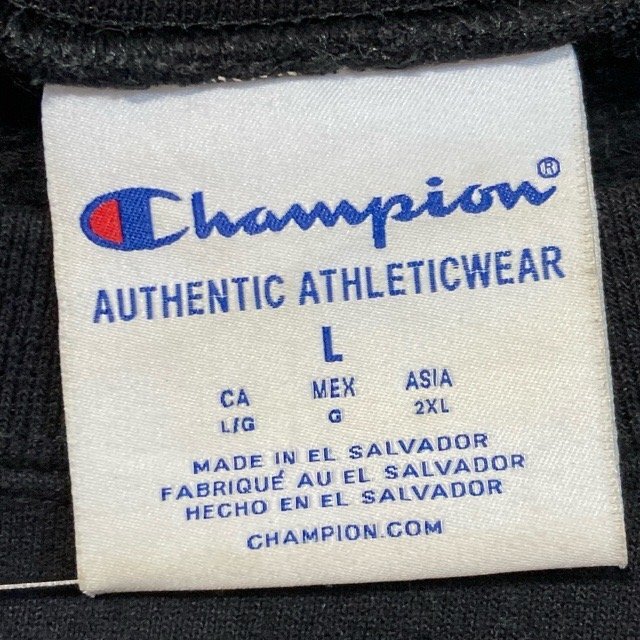 Champion®
AUTHENTIC ATHLETICWEAR
L
CA MEX ASIA
L/G G 2XL
MADE IN EL SALVADOR
FABRIQUÉ AU EL SALVADOR
HECHO EN EL SALVADOR
CHAMPION.COM